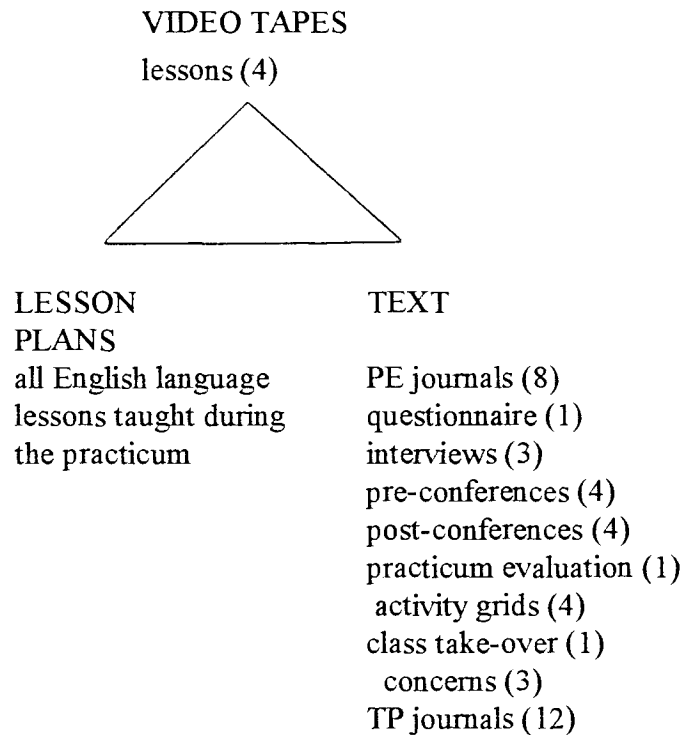 VIDEO TAPES
lessons (4)
LESSON
PLANS
all English language
lessons taught during
the practicum
TEXT
PE journals (8)
questionnaire (1)
interviews (3)
pre-conferences (4)
post-conferences (4)
practicum evaluation (1)
activity grids (4)
class take-over (1)
concerns (3)
TP journals (12)